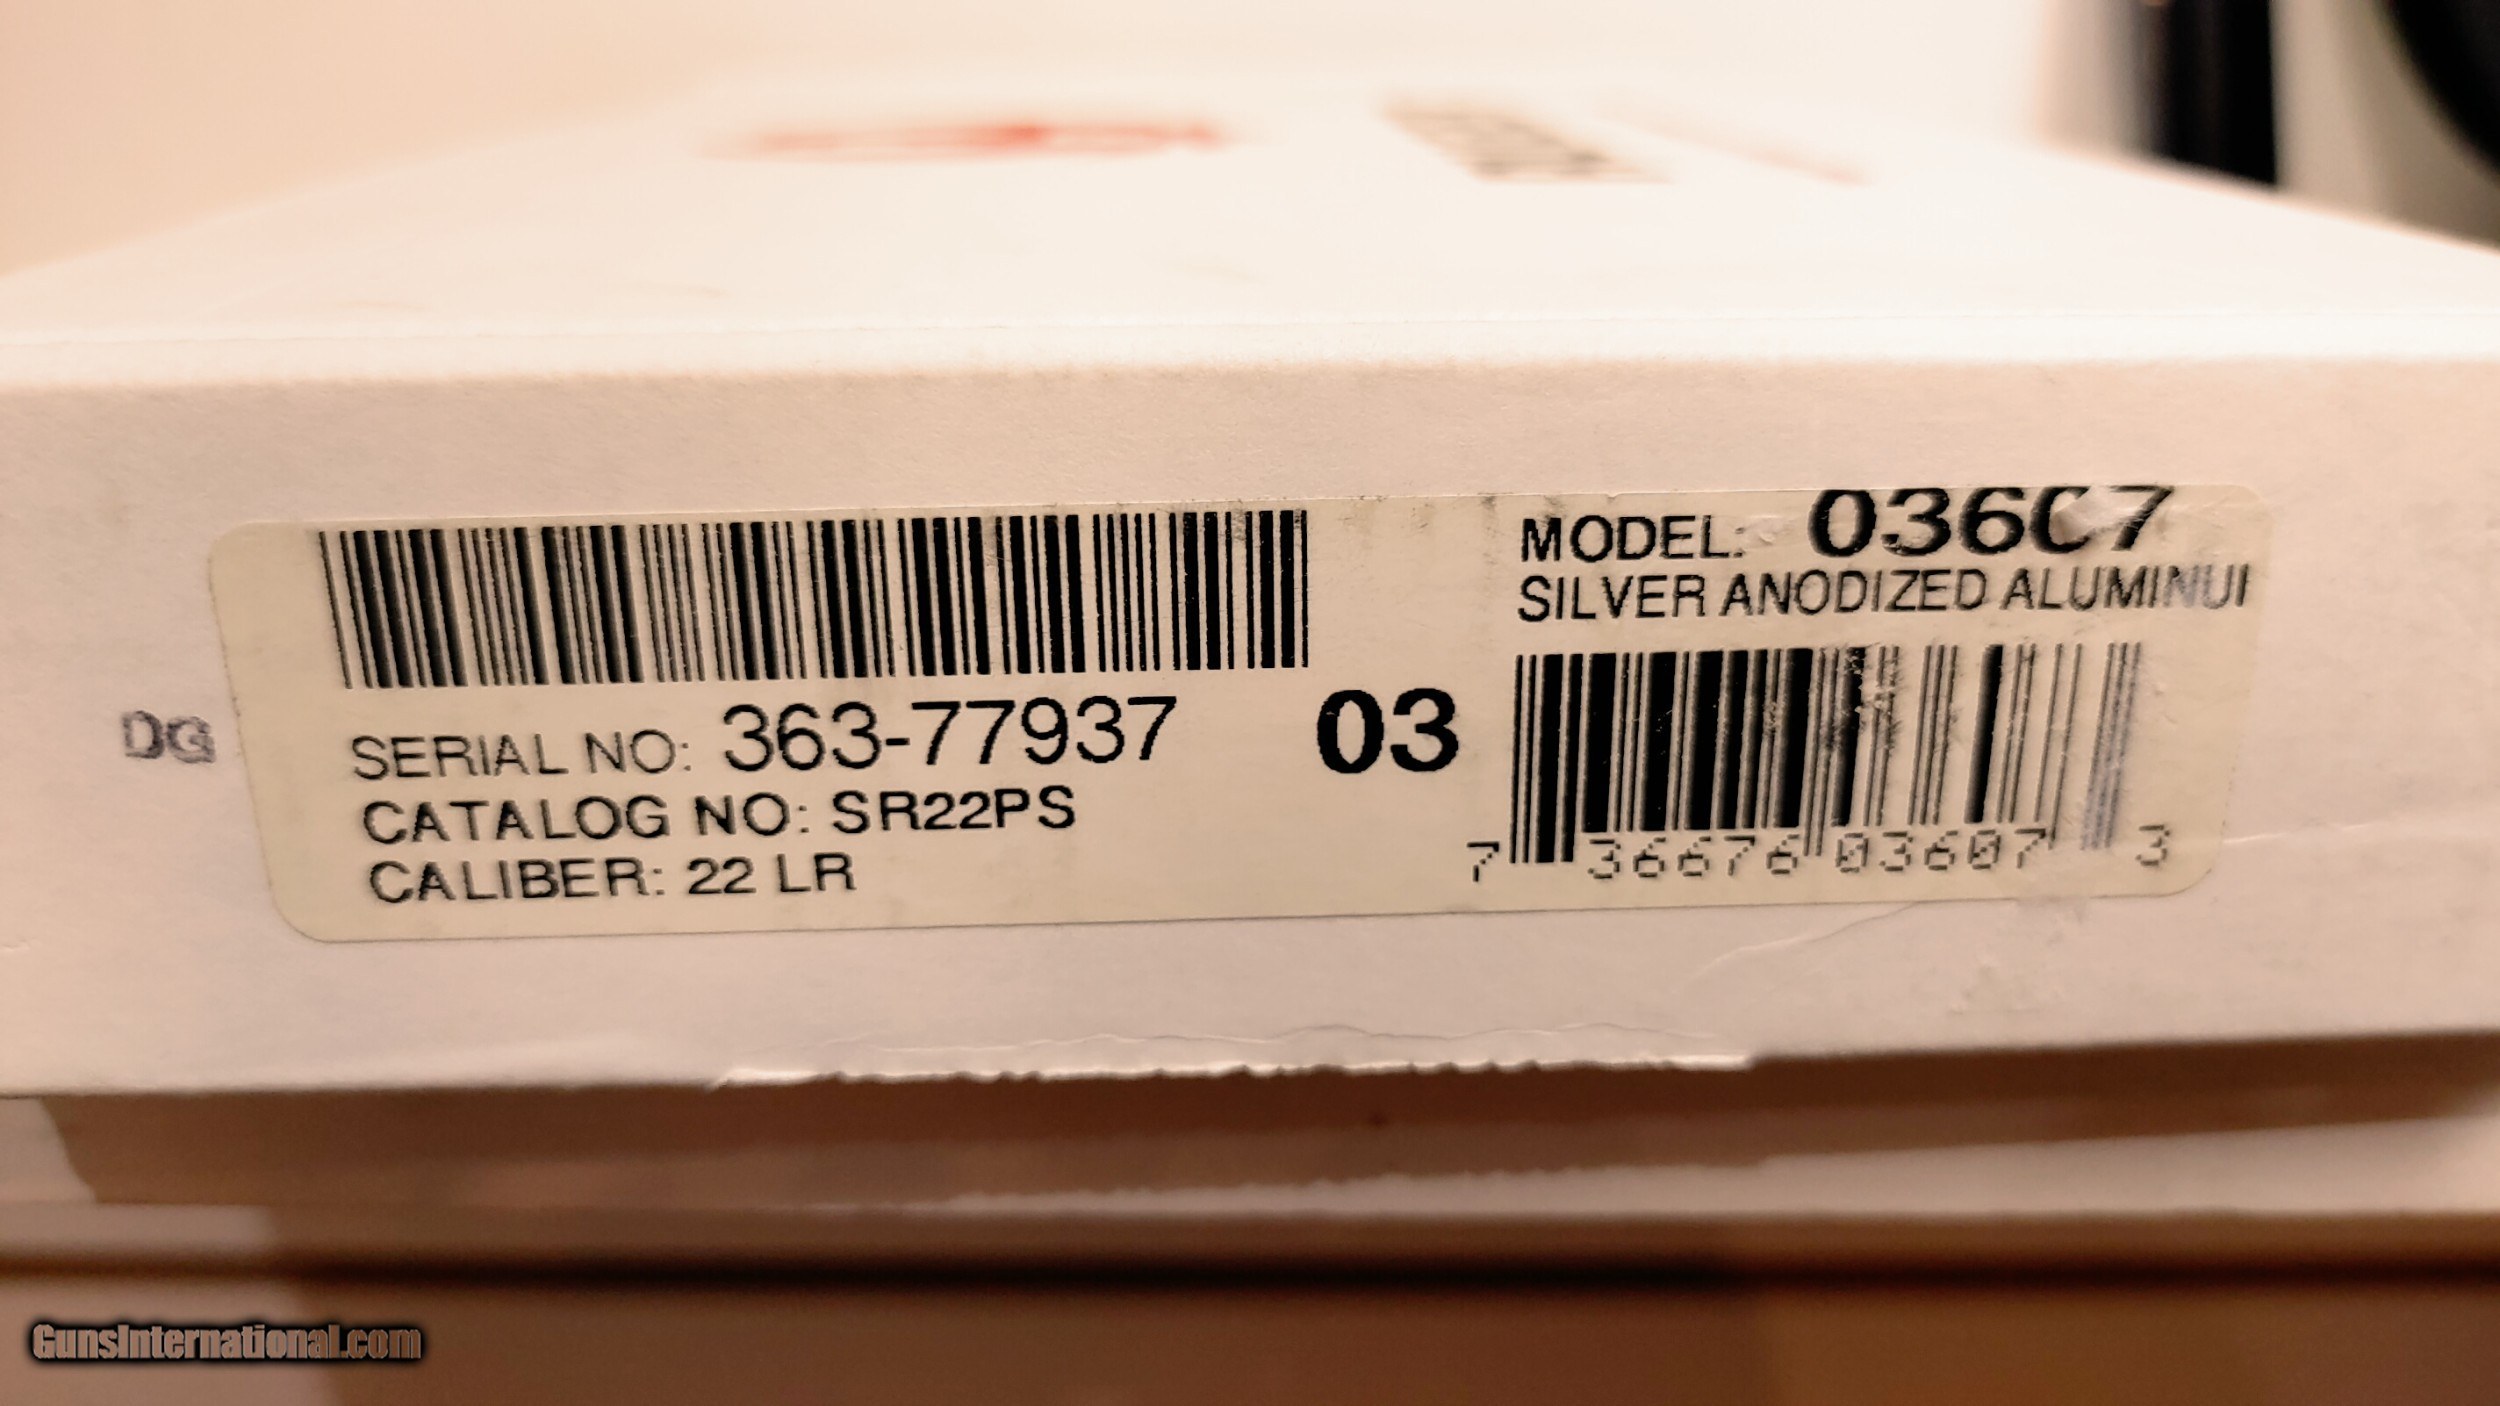 MODEL: 03607
SILVER ANODIZED ALUMINUI
DG
SERIAL NO: 363-77937 03
CATALOG NO: SR22PS
CALIBER: 22 LR
7 36676 03607 3
GunsInternational.com